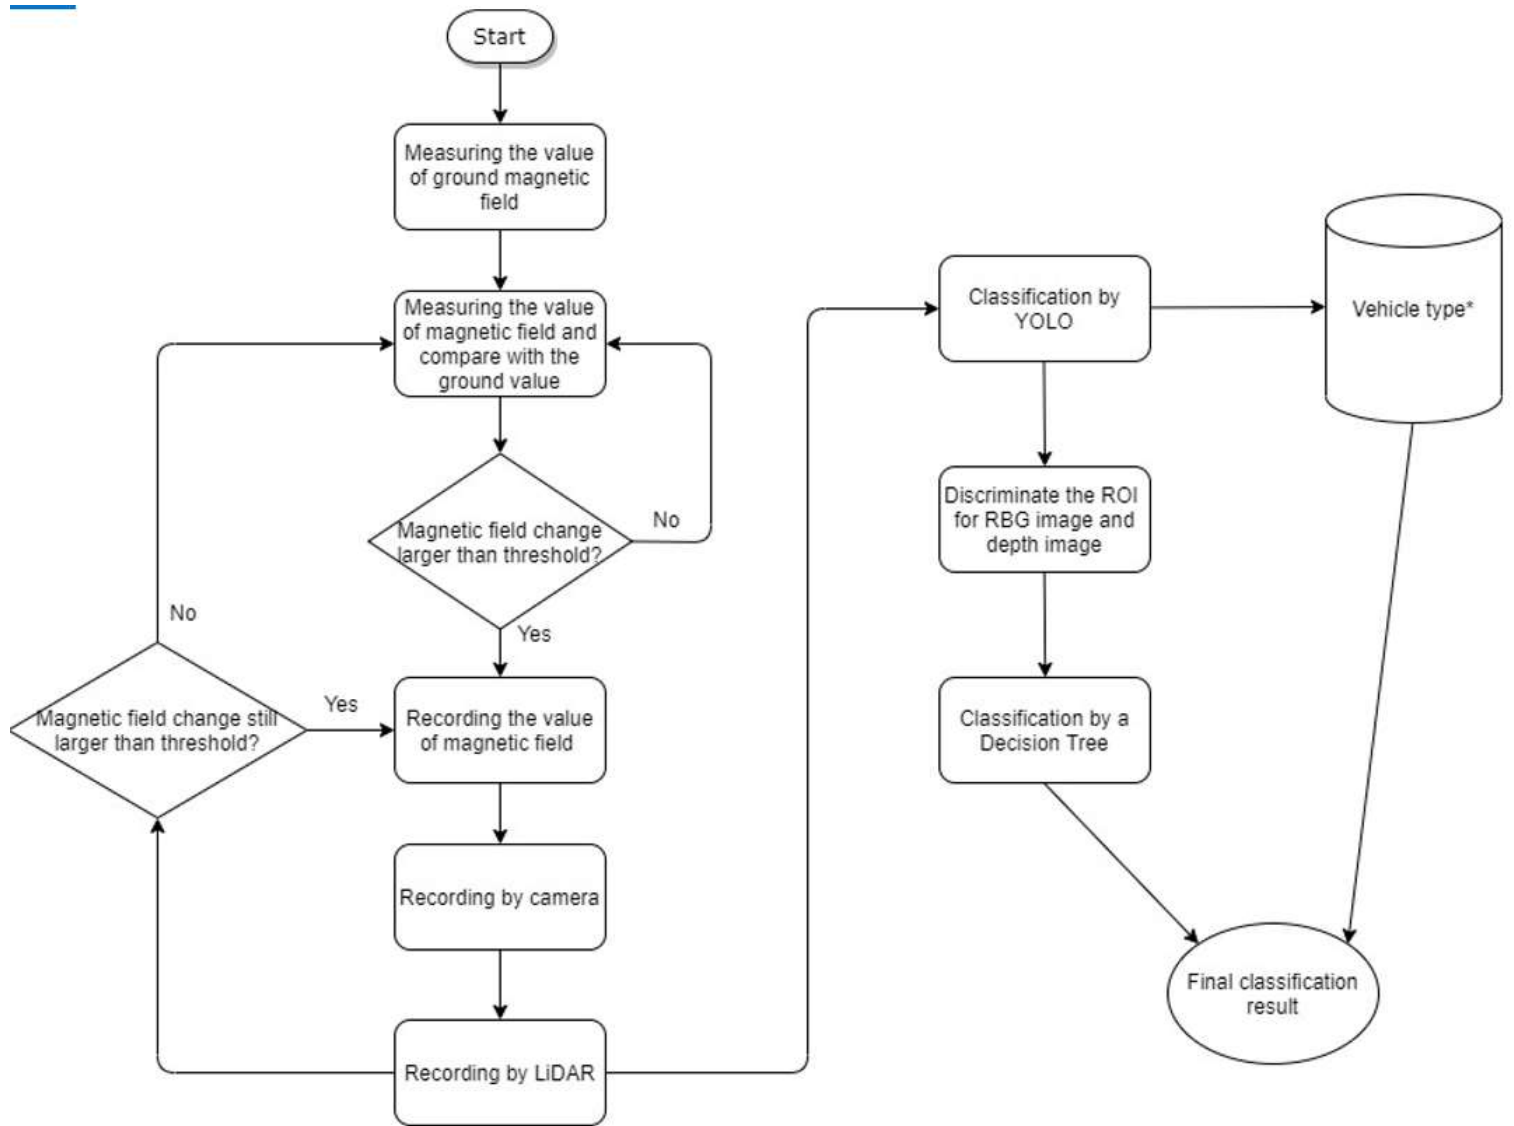 Start
Measuring the value
of ground magnetic
field
Measuring the value
of magnetic field and
compare with the
ground value
Magnetic field change
larger than threshold?
No
Yes
No
Magnetic field change still
larger than threshold?
Yes
Recording the value
of magnetic field
Recording by camera
Recording by LiDAR
Classification by
YOLO
Vehicle type*
Discriminate the ROI
for RBG image and
depth image
Classification by a
Decision Tree
Final classification
result